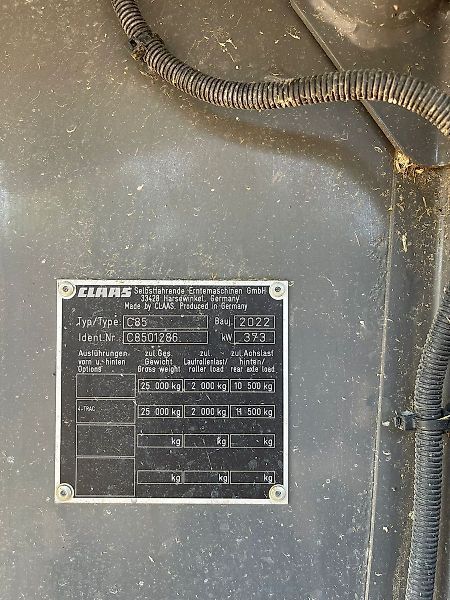 CLAAS Selbstfahrende Erntemaschinen GmbH
33428 Harsewinkel, Germany
Made by CLAAS, Produced in Germany
Typ/Type: C85 Bauj. 2022
Ident.Nr. C8501286 kW 373
Ausführungen zul. Ges. zul. zul. Achslast
vorn u. hinten Gewicht Laufrollenlast/ hinten/
Options Gross weight roller load rear axle load
25 000 kg 2 000 kg 10 500 kg
4-TRAC 25 000 kg 2 000 kg 14 500 kg
kg kg kg
kg kg kg